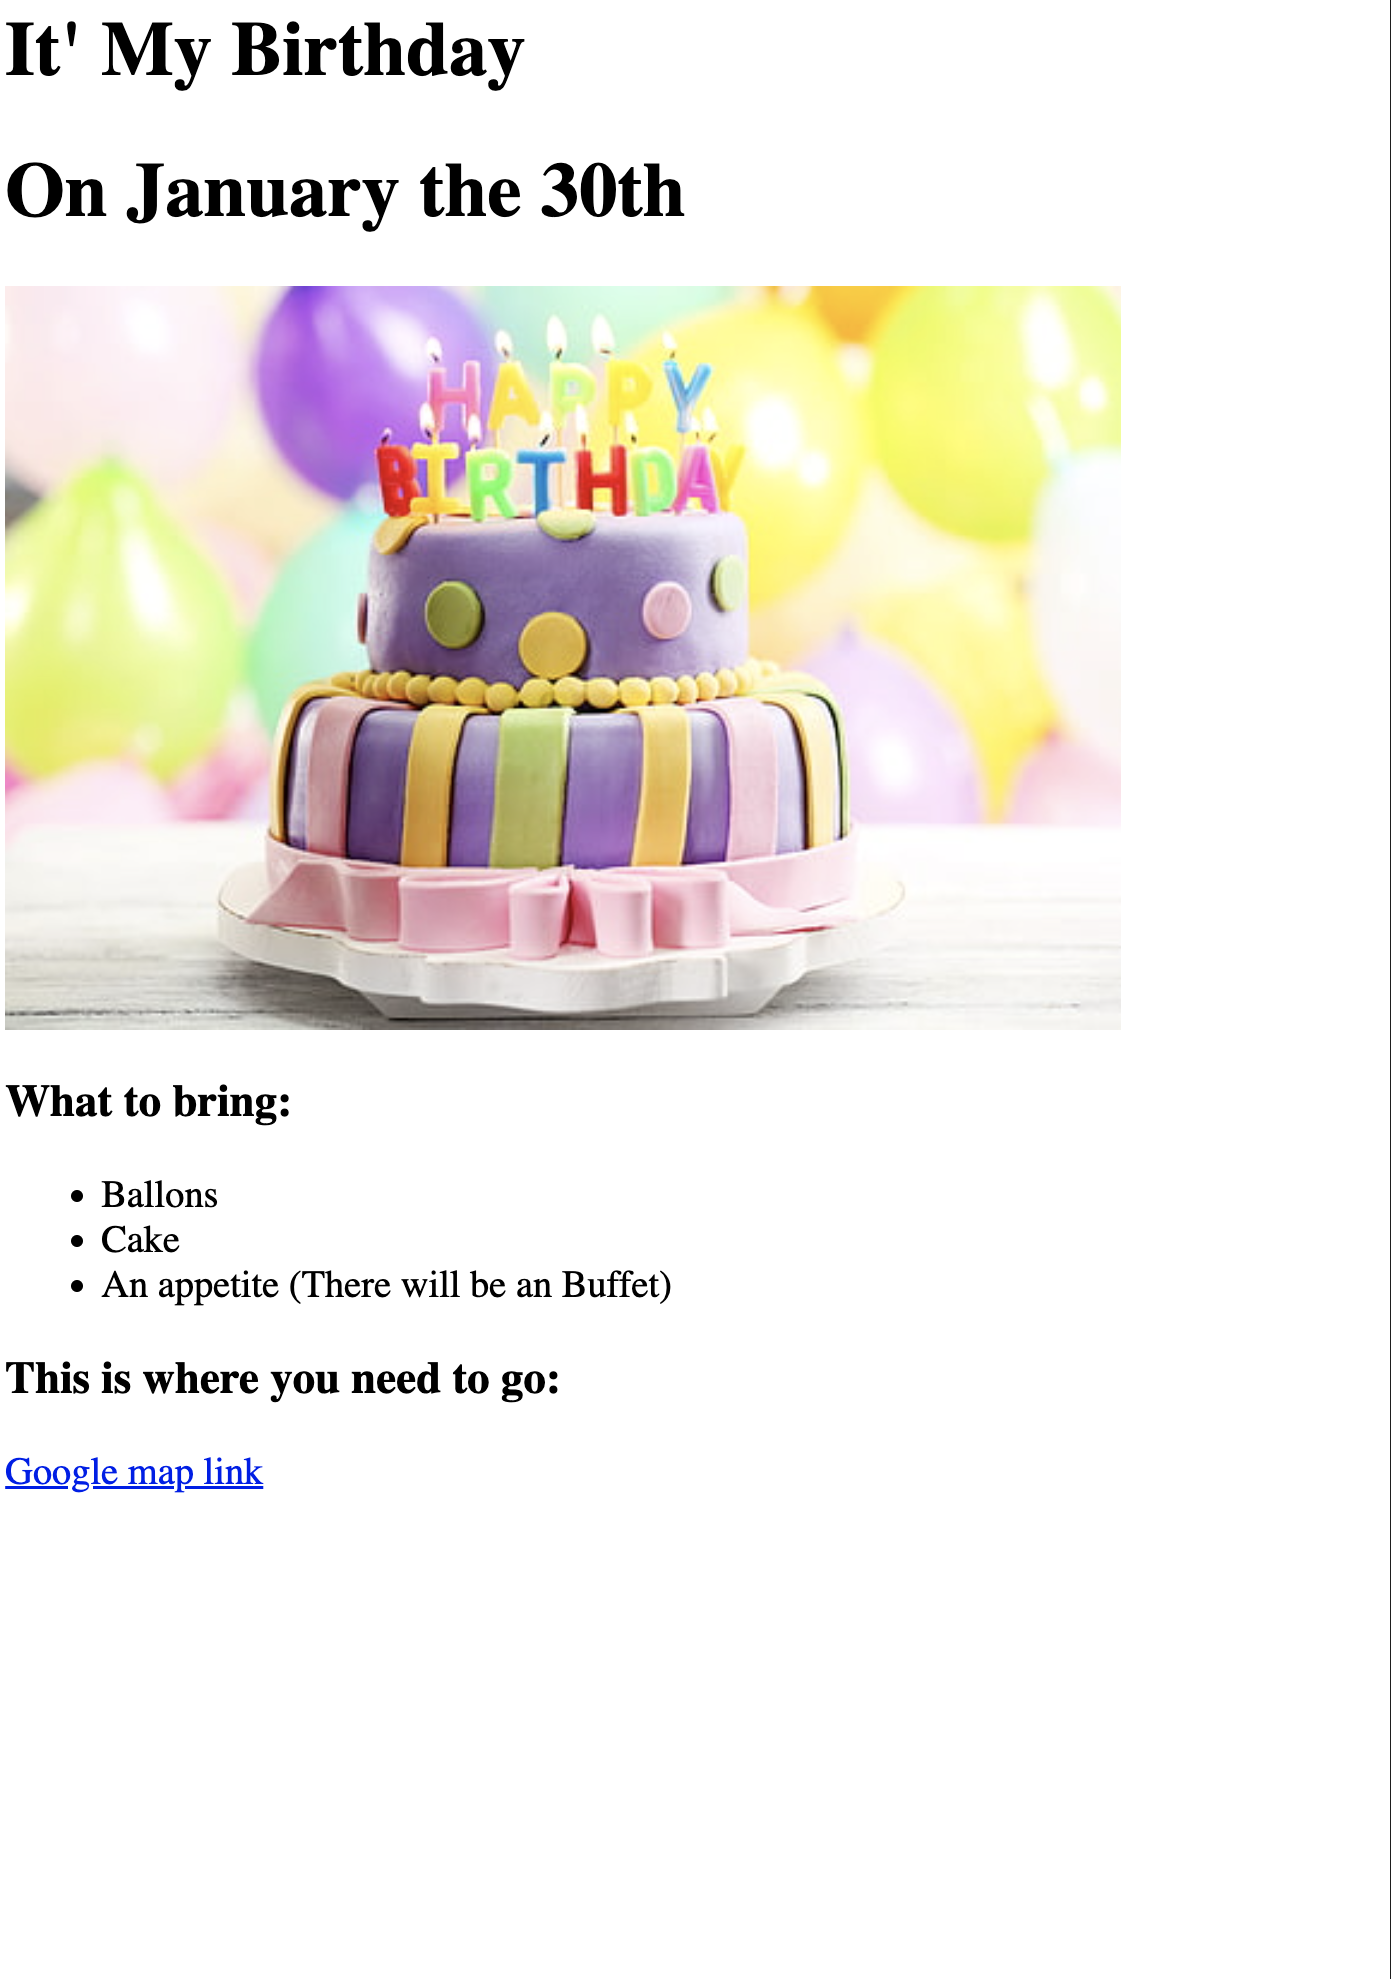 It' My Birthday
On January the 30th
HAPPY
BIRTHDAY
What to bring:
Ballons
Cake
An appetite (There will be an Buffet)
This is where you need to go:
Google map link